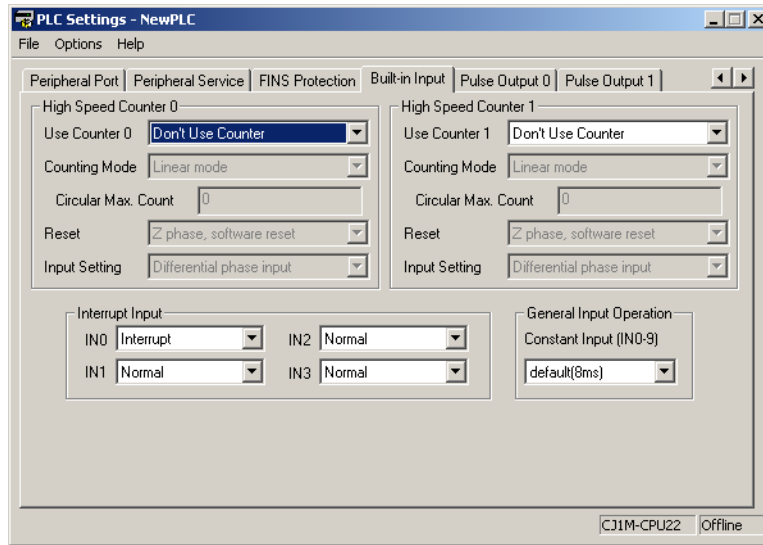 PLC Settings - NewPLC
File Options Help
Peripheral Port Peripheral Service FINS Protection Built-in Input Pulse Output 0 Pulse Output 1
High Speed Counter 0
Use Counter 0 Don't Use Counter
Counting Mode Linear mode
Circular Max. Count 0
Reset Z phase, software reset
Input Setting Differential phase input
High Speed Counter 1
Use Counter 1 Don't Use Counter
Counting Mode Linear mode
Circular Max. Count 0
Reset Z phase, software reset
Input Setting Differential phase input
Interrupt Input
IN0 Interrupt IN2 Normal
IN1 Normal IN3 Normal
General Input Operation
Constant Input (IN0-9)
default(8ms)
CJ1M-CPU22 Offline